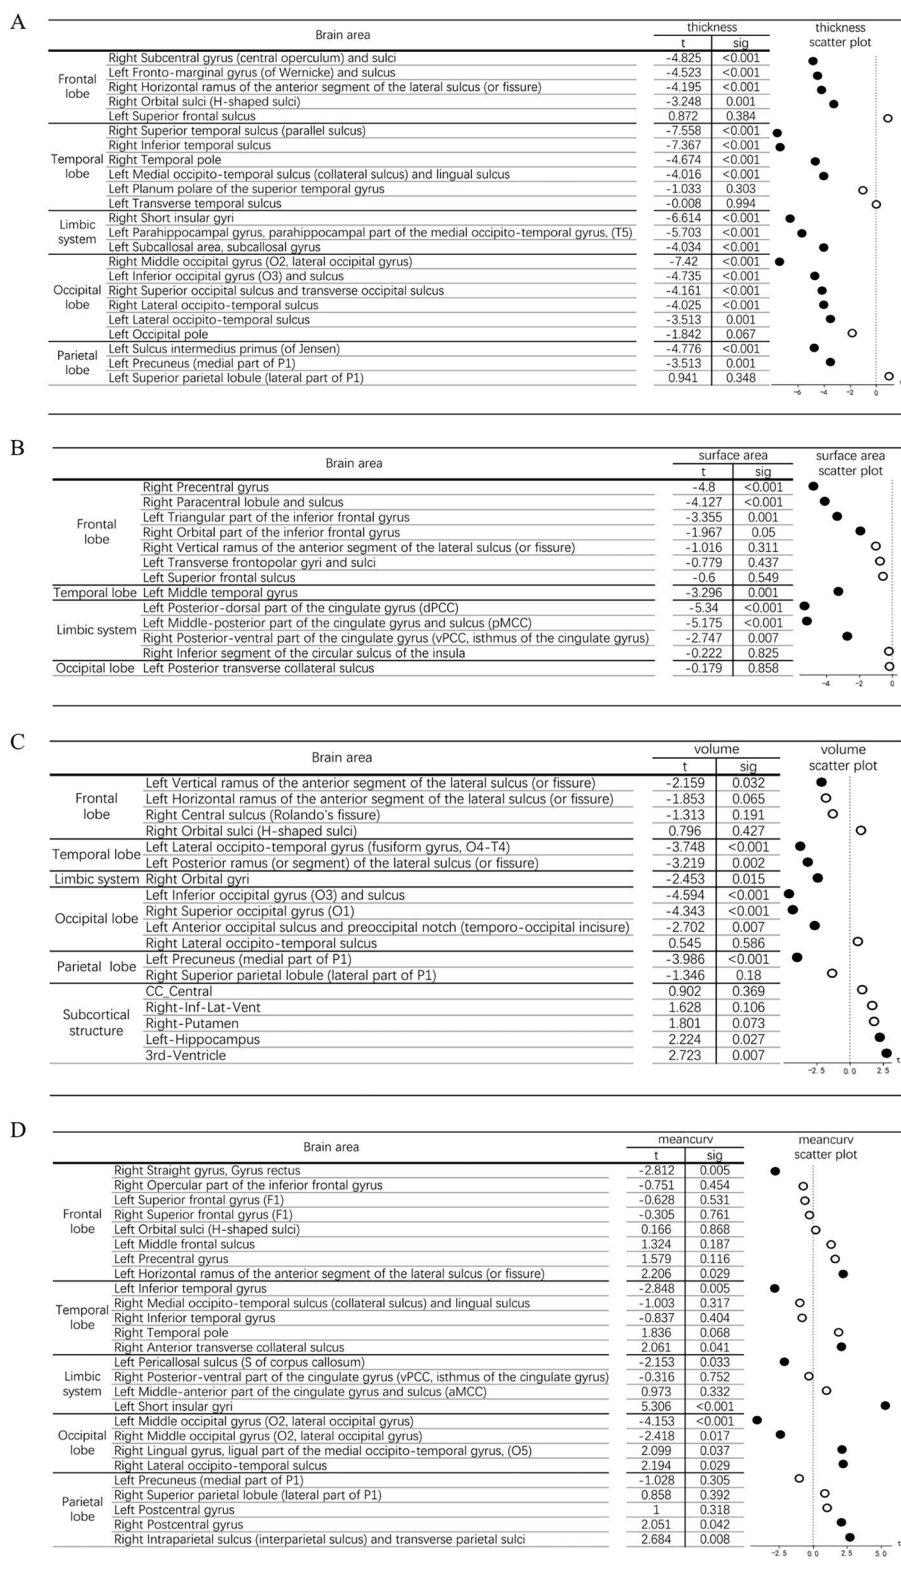 A
Brain area thickness thickness scatter plot
t sig
Frontal lobe
Right Subcentral gyrus (central operculum) and sulci -4.825 <0.001
Left Fronto-marginal gyrus (of Wernicke) and sulcus -4.523 <0.001
Right Horizontal ramus of the anterior segment of the lateral sulcus (or fissure) -4.195 <0.001
Right Orbital sulci (H-shaped sulci) -3.248 0.001
Left Superior frontal sulcus 0.872 0.384
Temporal lobe
Right Superior temporal sulcus (parallel sulcus) -7.558 <0.001
Right Inferior temporal sulcus -7.367 <0.001
Right Temporal pole -4.674 <0.001
Left Medial occipito-temporal sulcus (collateral sulcus) and lingual sulcus -4.016 <0.001
Left Planum polare of the superior temporal gyrus -1.033 0.303
Left Transverse temporal sulcus -0.008 0.994
Limbic system
Right Short insular gyri -6.614 <0.001
Left Parahippocampal gyrus, parahippocampal part of the medial occipito-temporal gyrus, (T5) -5.703 <0.001
Left Subcallosal area, subcallosal gyrus -4.034 <0.001
Occipital lobe
Right Middle occipital gyrus (O2, lateral occipital gyrus) -7.42 <0.001
Left Inferior occipital gyrus (O3) and sulcus -4.735 <0.001
Right Superior occipital sulcus and transverse occipital sulcus -4.161 <0.001
Right Lateral occipito-temporal sulcus -4.025 <0.001
Left Lateral occipito-temporal sulcus -3.513 0.001
Left Occipital pole -1.842 0.067
Parietal lobe
Left Sulcus intermedius primus (of Jensen) -4.776 <0.001
Left Precuneus (medial part of P1) -3.513 0.001
Left Superior parietal lobule (lateral part of P1) 0.941 0.348
-6 -4 -2 0 t
B
Brain area surface area surface area scatter plot
t sig
Frontal lobe
Right Precentral gyrus -4.8 <0.001
Right Paracentral lobule and sulcus -4.127 <0.001
Left Triangular part of the inferior frontal gyrus -3.355 0.001
Right Orbital part of the inferior frontal gyrus -1.967 0.05
Right Vertical ramus of the anterior segment of the lateral sulcus (or fissure) -1.016 0.311
Left Transverse frontopolar gyri and sulci -0.779 0.437
Left Superior frontal sulcus -0.6 0.549
Temporal lobe Left Middle temporal gyrus -3.296 0.001
Limbic system
Left Posterior-dorsal part of the cingulate gyrus (dPCC) -5.34 <0.001
Left Middle-posterior part of the cingulate gyrus and sulcus (pMCC) -5.175 <0.001
Right Posterior-ventral part of the cingulate gyrus (vPCC, isthmus of the cingulate gyrus) -2.747 0.007
Right Inferior segment of the circular sulcus of the insula -0.222 0.825
Occipital lobe Left Posterior transverse collateral sulcus -0.179 0.858
-4 -2 0
C
Brain area volume volume scatter plot
t sig
Frontal lobe
Left Vertical ramus of the anterior segment of the lateral sulcus (or fissure) -2.159 0.032
Left Horizontal ramus of the anterior segment of the lateral sulcus (or fissure) -1.853 0.065
Right Central sulcus (Rolando's fissure) -1.313 0.191
Right Orbital sulci (H-shaped sulci) 0.796 0.427
Temporal lobe
Left Lateral occipito-temporal gyrus (fusiform gyrus, O4-T4) -3.748 <0.001
Left Posterior ramus (or segment) of the lateral sulcus (or fissure) -3.219 0.002
Limbic system Right Orbital gyri -2.453 0.015
Occipital lobe
Left Inferior occipital gyrus (O3) and sulcus -4.594 <0.001
Right Superior occipital gyrus (O1) -4.343 <0.001
Left Anterior occipital sulcus and preoccipital notch (temporo-occipital incisure) -2.702 0.007
Right Lateral occipito-temporal sulcus 0.545 0.586
Parietal lobe
Left Precuneus (medial part of P1) -3.986 <0.001
Right Superior parietal lobule (lateral part of P1) -1.346 0.18
Subcortical structure
CC_Central 0.902 0.369
Right-Inf-Lat-Vent 1.628 0.106
Right-Putamen 1.801 0.073
Left-Hippocampus 2.224 0.027
3rd-Ventricle 2.723 0.007
-2.5 0.0 2.5 t
D
Brain area meancurv meancurv scatter plot
t sig
Frontal lobe
Right Straight gyrus, Gyrus rectus -2.812 0.005
Right Opercular part of the inferior frontal gyrus -0.751 0.454
Left Superior frontal gyrus (F1) -0.628 0.531
Right Superior frontal gyrus (F1) -0.305 0.761
Left Orbital sulci (H-shaped sulci) 0.166 0.868
Left Middle frontal sulcus 1.324 0.187
Left Precentral gyrus 1.579 0.116
Left Horizontal ramus of the anterior segment of the lateral sulcus (or fissure) 2.206 0.029
Temporal lobe
Left Inferior temporal gyrus -2.848 0.005
Right Medial occipito-temporal sulcus (collateral sulcus) and lingual sulcus -1.003 0.317
Right Inferior temporal gyrus -0.837 0.404
Right Temporal pole 1.836 0.068
Right Anterior transverse collateral sulcus 2.061 0.041
Limbic system
Left Pericallosal sulcus (S of corpus callosum) -2.153 0.033
Right Posterior-ventral part of the cingulate gyrus (vPCC, isthmus of the cingulate gyrus) -0.316 0.752
Left Middle-anterior part of the cingulate gyrus and sulcus (aMCC) 0.973 0.332
Left Short insular gyri 5.306 <0.001
Occipital lobe
Left Middle occipital gyrus (O2, lateral occipital gyrus) -4.153 <0.001
Right Middle occipital gyrus (O2, lateral occipital gyrus) -2.418 0.017
Right Lingual gyrus, ligual part of the medial occipito-temporal gyrus, (O5) 2.099 0.037
Right Lateral occipito-temporal sulcus 2.194 0.029
Parietal lobe
Left Precuneus (medial part of P1) -1.028 0.305
Right Superior parietal lobule (lateral part of P1) 0.858 0.392
Left Postcentral gyrus 1 0.318
Right Postcentral gyrus 2.051 0.042
Right Intraparietal sulcus (interparietal sulcus) and transverse parietal sulci 2.684 0.008
-2.5 0.0 2.5 5.0 t